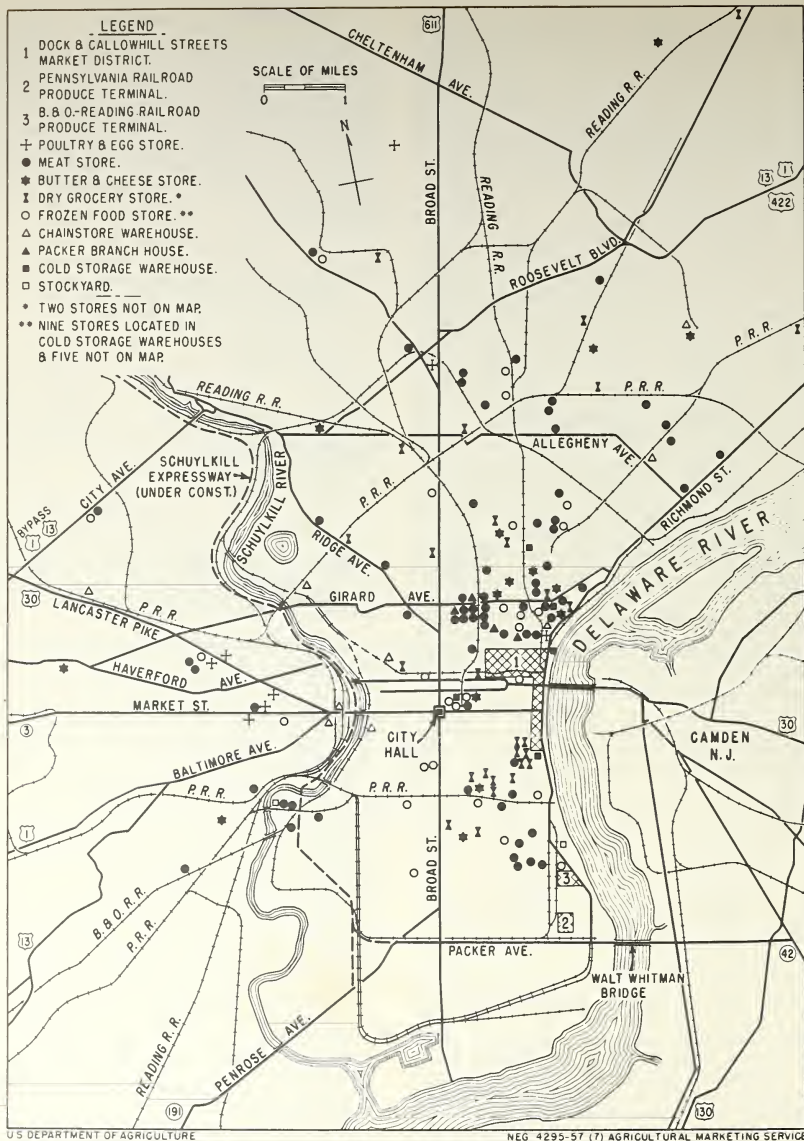 LEGEND
1 DOCK & CALLOWHILL STREETS
MARKET DISTRICT.
2 PENNSYLVANIA RAILROAD
PRODUCE TERMINAL.
3 B.& O.-READING RAILROAD
PRODUCE TERMINAL.
+ POULTRY & EGG STORE.
● MEAT STORE.
✱ BUTTER & CHEESE STORE.
I DRY GROCERY STORE. *
○ FROZEN FOOD STORE. **
△ CHAINSTORE WAREHOUSE.
▲ PACKER BRANCH HOUSE.
■ COLD STORAGE WAREHOUSE.
□ STOCKYARD.
* TWO STORES NOT ON MAP.
** NINE STORES LOCATED IN
COLD STORAGE WAREHOUSES
& FIVE NOT ON MAP.
SCALE OF MILES
0 1
N
611
CHELTENHAM
AVE.
BROAD ST.
READING R.R.
READING
R.R.
13
1
422
ROOSEVELT BLVD.
P.R.R.
READING R.R.
P.R.R.
ALLEGHENY
AVE.
SCHUYLKILL
EXPRESSWAY
(UNDER CONST.)
SCHUYLKILL RIVER
CITY AVE.
BYPASS
1
13
P.R.R.
RICHMOND ST.
RIDGE AVE.
DELAWARE RIVER
GIRARD AVE.
30
LANCASTER PIKE
P.R.R.
HAVERFORD AVE.
1
MARKET ST.
3
CITY
HALL
30
CAMDEN
N.J.
BALTIMORE AVE.
P.R.R.
P.R.R.
1
BROAD ST.
B.&O.R.R.
P.R.R.
13
3
2
PACKER AVE.
42
WALT WHITMAN
BRIDGE
READING R.R.
PENROSE AVE.
191
130
US DEPARTMENT OF AGRICULTURE
NEG 4295-57 (7) AGRICULTURAL MARKETING SERVICE